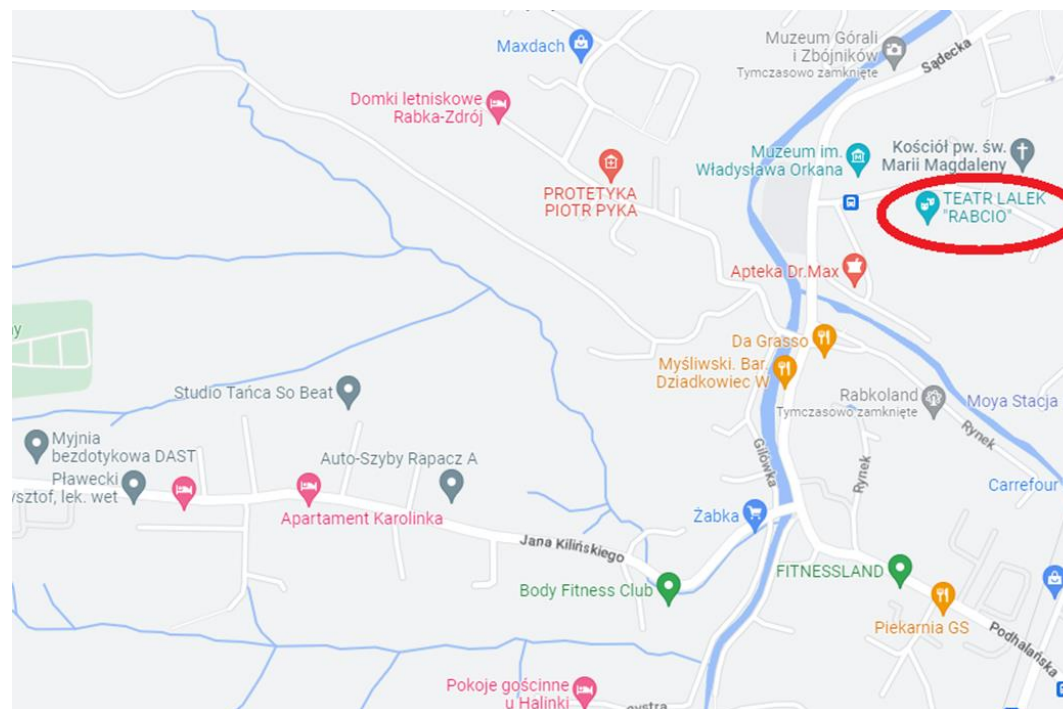 Maxdach
Muzeum Górali
i Zbójników
Tymczasowo zamknięte
Sądecka
Domki letniskowe
Rabka-Zdrój
Muzeum im.
Władysława Orkana
Kościół pw. św.
Marii Magdaleny
PROTETYKA
PIOTR PYKA
TEATR LALEK
"RABCIO"
Apteka Dr.Max
Da Grasso
Myśliwski. Bar.
Dziadkowiec W
Studio Tańca So Beat
Rabkoland
Tymczasowo zamknięte
Moya Stacja
Rynek
Myjnia
bezdotykowa DAST
Gilówka
Rynek
Auto-Szyby Rapacz A
Pławecki
ysztof, lek. wet
Carrefour
Apartament Karolinka
Żabka
Jana Kilińskiego
FITNESSLAND
Body Fitness Club
Piekarnia GS
Podhalańska
Pokoje gościnne
u Halinki